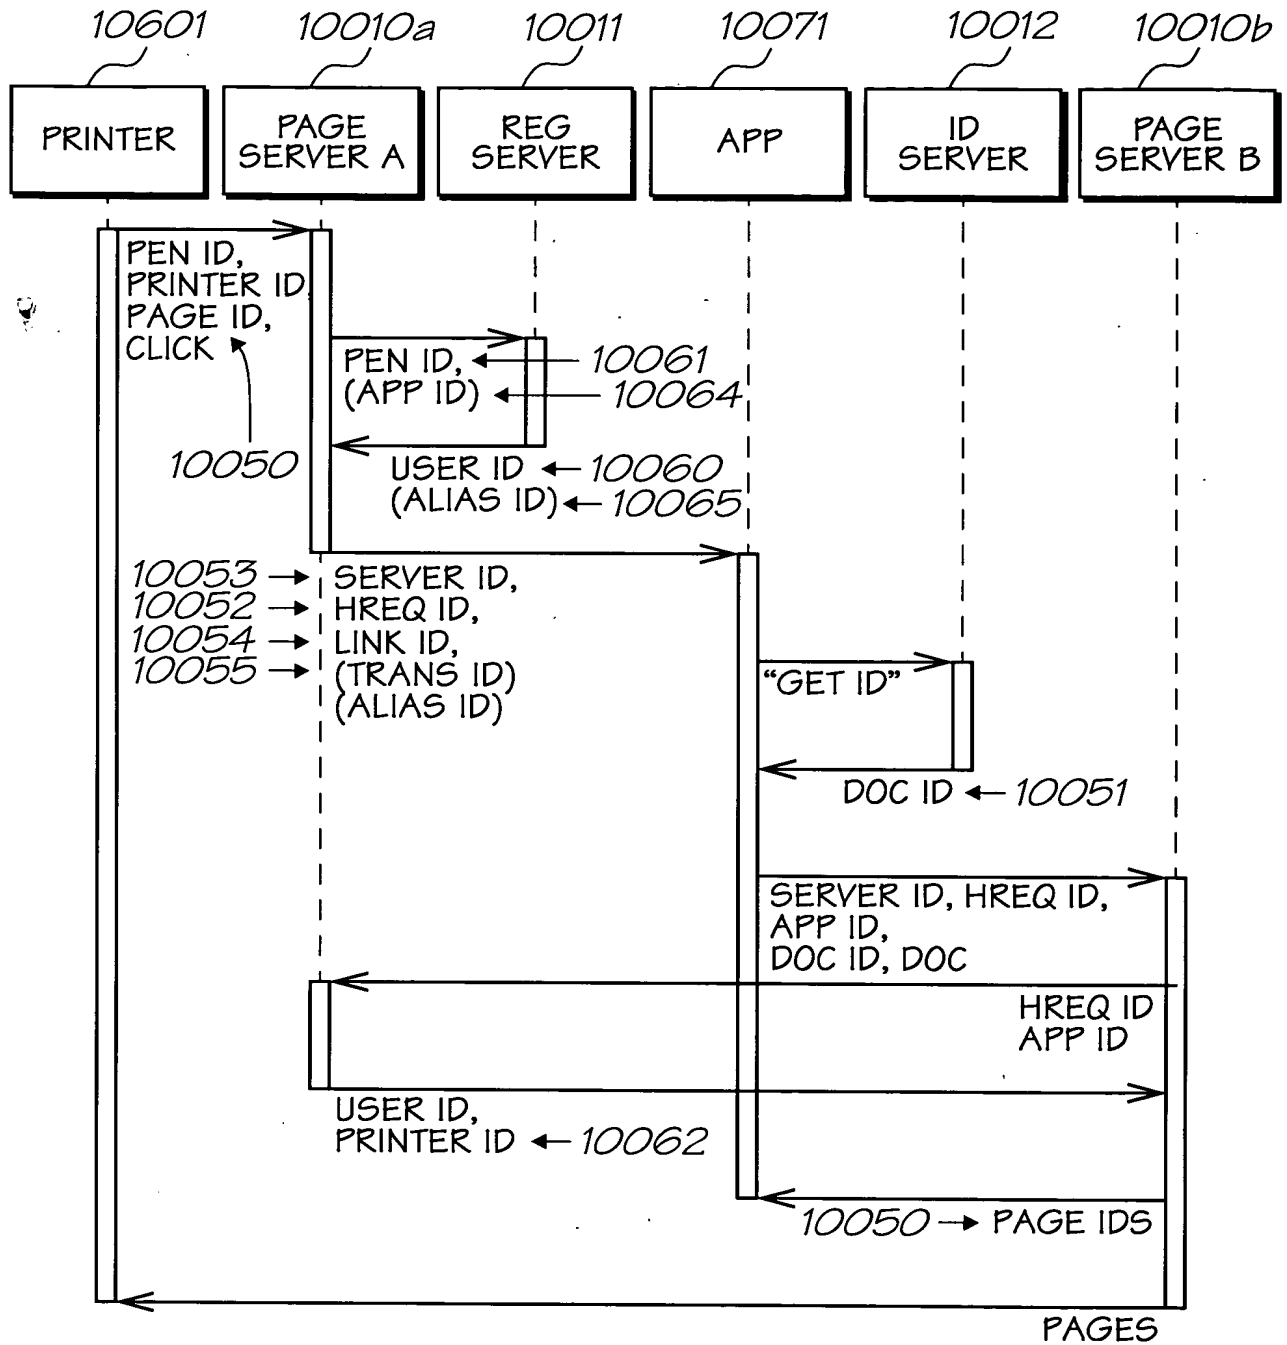 10601 10010a 10011 10071 10012 10010b
PRINTER
PAGE
SERVER A
REG
SERVER
APP
ID
SERVER
PAGE
SERVER B
PEN ID,
PRINTER ID
PAGE ID,
CLICK
10050
PEN ID, 10061
(APP ID) 10064
USER ID 10060
(ALIAS ID) 10065
10053 SERVER ID,
10052 HREQ ID,
10054 LINK ID,
10055 (TRANS ID)
(ALIAS ID)
“GET ID”
DOC ID 10051
SERVER ID, HREQ ID,
APP ID,
DOC ID, DOC
HREQ ID
APP ID
USER ID,
PRINTER ID 10062
10050 PAGE IDS
PAGES